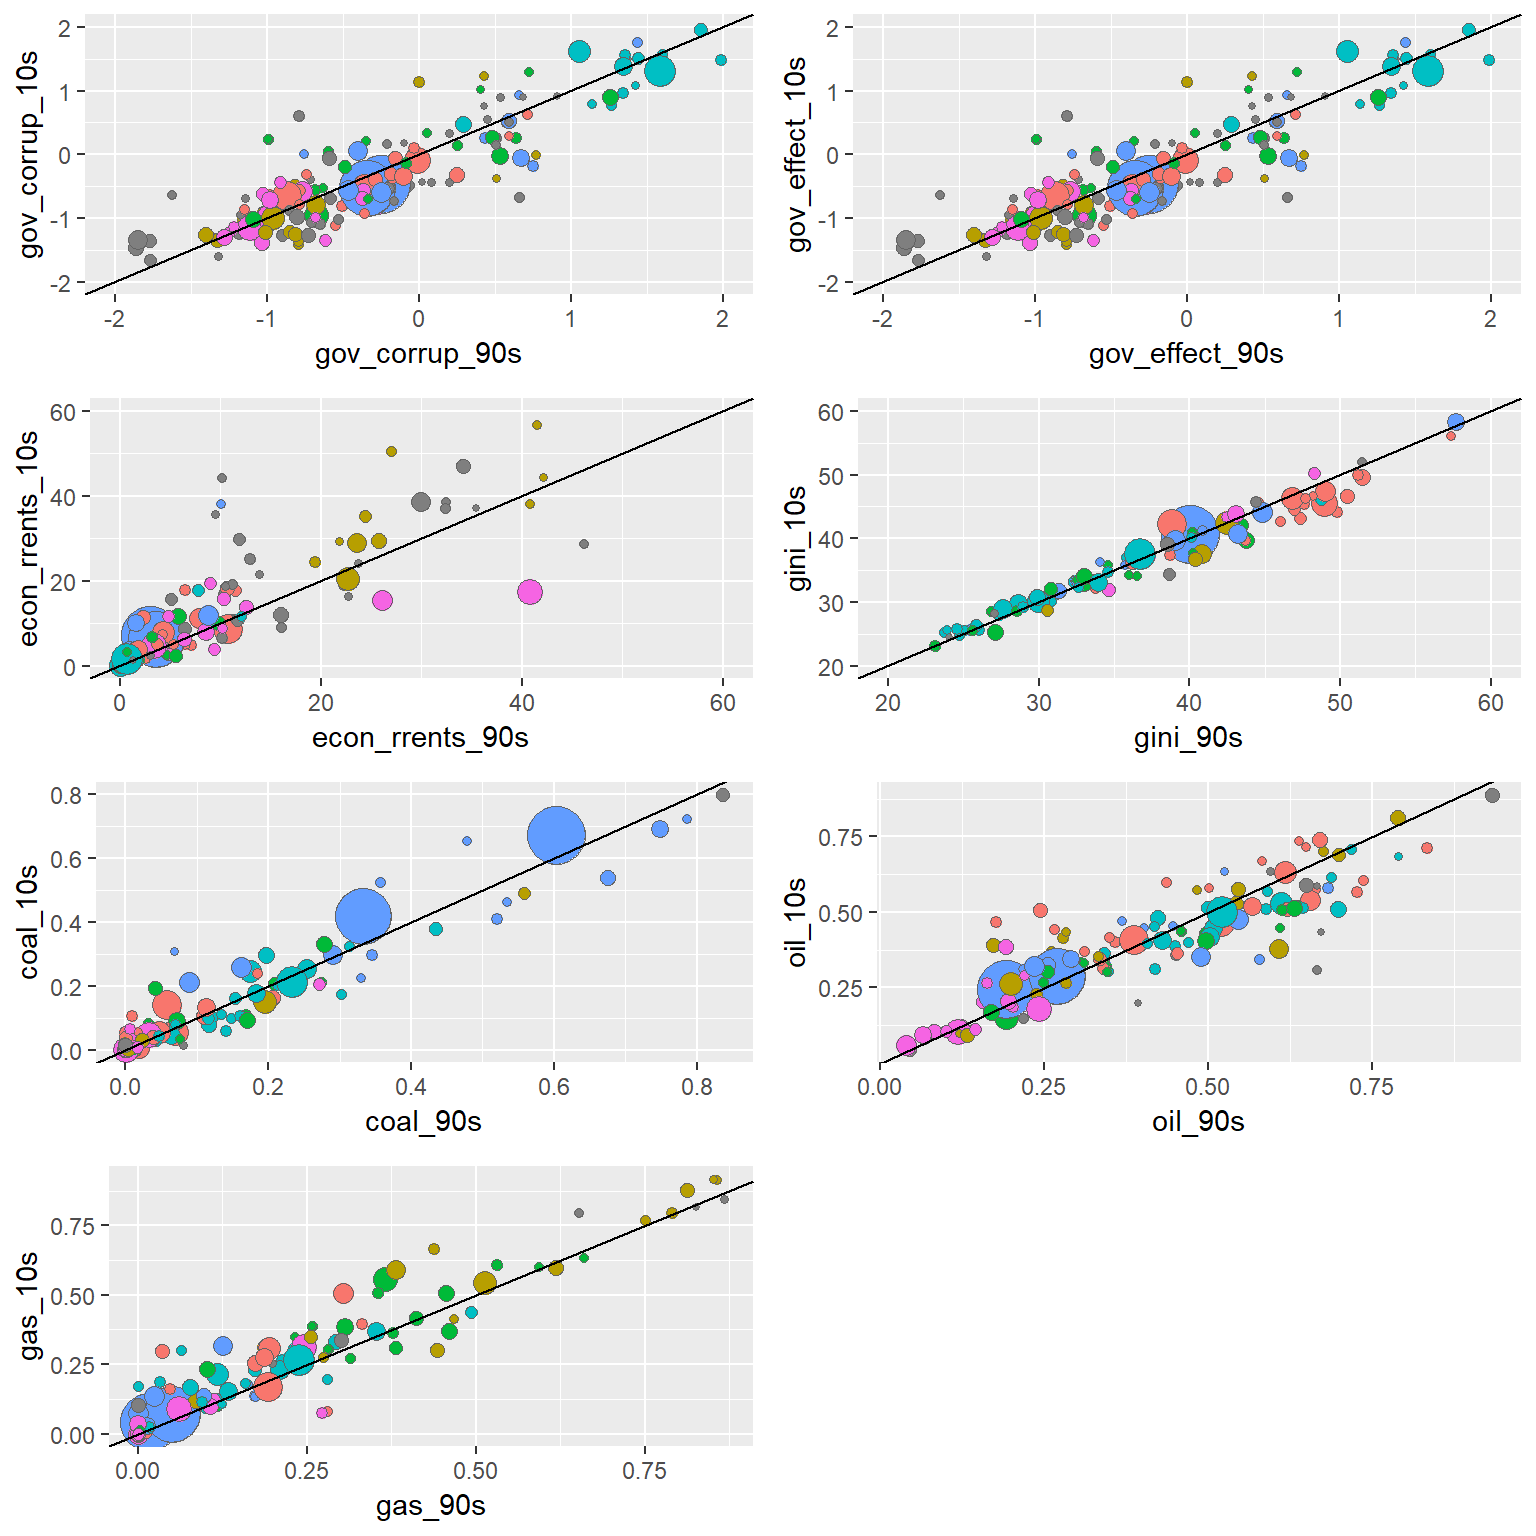 gov_corrup_10s
2
1
0
-1
-2
-2 -1 0 1 2
gov_corrup_90s
gov_effect_10s
2
1
0
-1
-2
-2 -1 0 1 2
gov_effect_90s
econ_rrents_10s
60
40
20
0
0 20 40 60
econ_rrents_90s
gini_10s
60
50
40
30
20
20 30 40 50 60
gini_90s
coal_10s
0.8
0.6
0.4
0.2
0.0
0.0 0.2 0.4 0.6 0.8
coal_90s
oil_10s
0.75
0.50
0.25
0.00 0.25 0.50 0.75
oil_90s
gas_10s
0.75
0.50
0.25
0.00
0.00 0.25 0.50 0.75
gas_90s